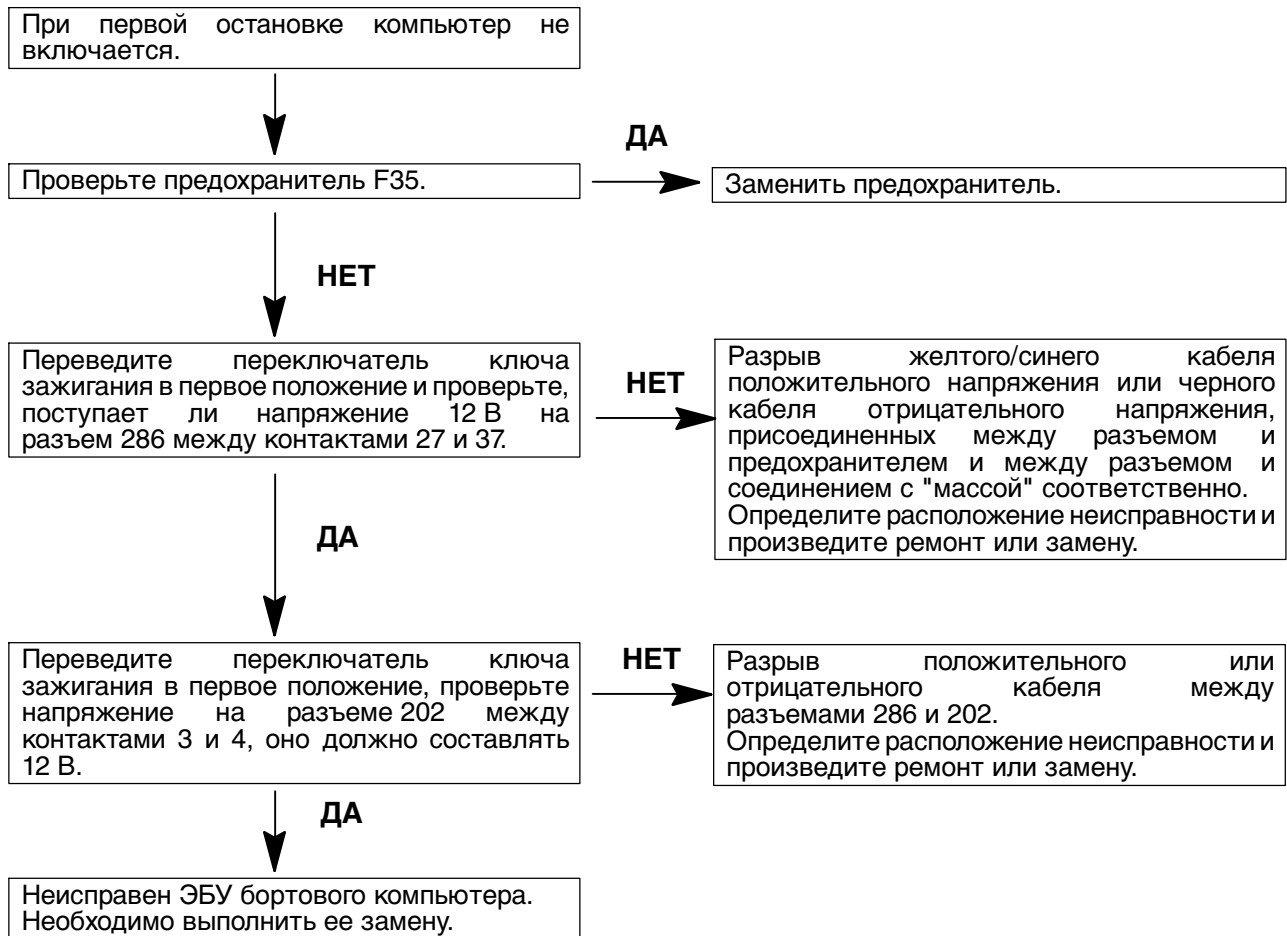 При первой остановке компьютер не
включается.
ДА
Проверьте предохранитель F35.
Заменить предохранитель.
НЕТ
Переведите переключатель ключа
зажигания в первое положение и проверьте,
поступает ли напряжение 12 В на
разъем 286 между контактами 27 и 37.
НЕТ
Разрыв желтого/синего кабеля
положительного напряжения или черного
кабеля отрицательного напряжения,
присоединенных между разъемом и
предохранителем и между разъемом и
соединением с "массой" соответственно.
Определите расположение неисправности и
произведите ремонт или замену.
ДА
Переведите переключатель ключа
зажигания в первое положение, проверьте
напряжение на разъеме 202 между
контактами 3 и 4, оно должно составлять
12 В.
НЕТ
Разрыв положительного или
отрицательного кабеля между
разъемами 286 и 202.
Определите расположение неисправности и
произведите ремонт или замену.
ДА
Неисправен ЭБУ бортового компьютера.
Необходимо выполнить ее замену.